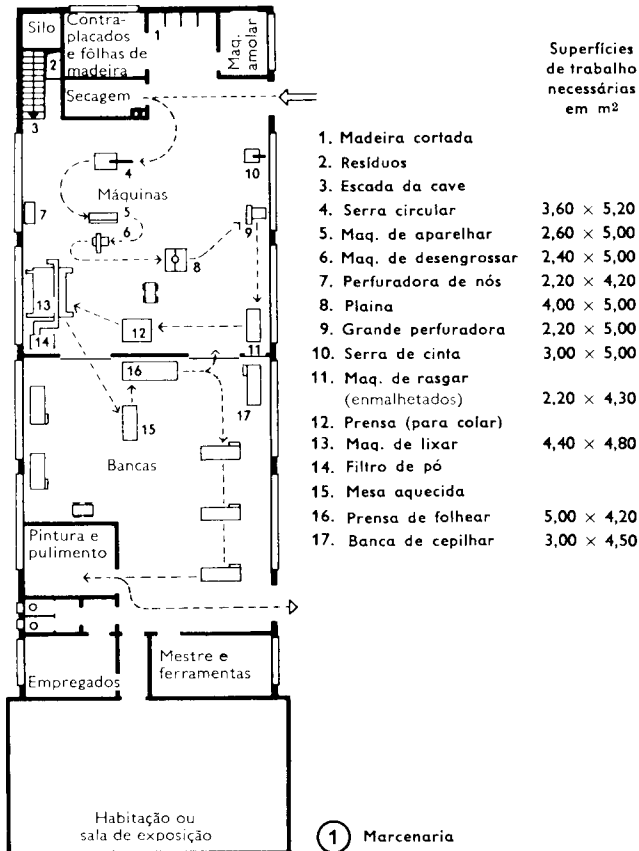 Silo
Contra-
placados
e fôlhas de
madeira
1
Maq.
amolar
2
Secagem
3
4
10
Máquinas
5
7
6
9
8
13
12
14
11
16
17
15
Bancas
Pintura e
pulimento
Mestre e
ferramentas
Empregados
Habitação ou
sala de exposição
Superfícies
de trabalho
necessárias
em m2
1. Madeira cortada
2. Resíduos
3. Escada da cave
4. Serra circular 3,60 × 5,20
5. Maq. de aparelhar 2,60 × 5,00
6. Maq. de desengrossar 2,40 × 5,00
7. Perfuradora de nós 2,20 × 4,20
8. Plaina 4,00 × 5,00
9. Grande perfuradora 2,20 × 5,00
10. Serra de cinta 3,00 × 5,00
11. Maq. de rasgar
(enmalhetados) 2,20 × 4,30
12. Prensa (para colar)
13. Maq. de lixar 4,40 × 4,80
14. Filtro de pó
15. Mesa aquecida
16. Prensa de folhear 5,00 × 4,20
17. Banca de cepilhar 3,00 × 4,50
1 Marcenaria